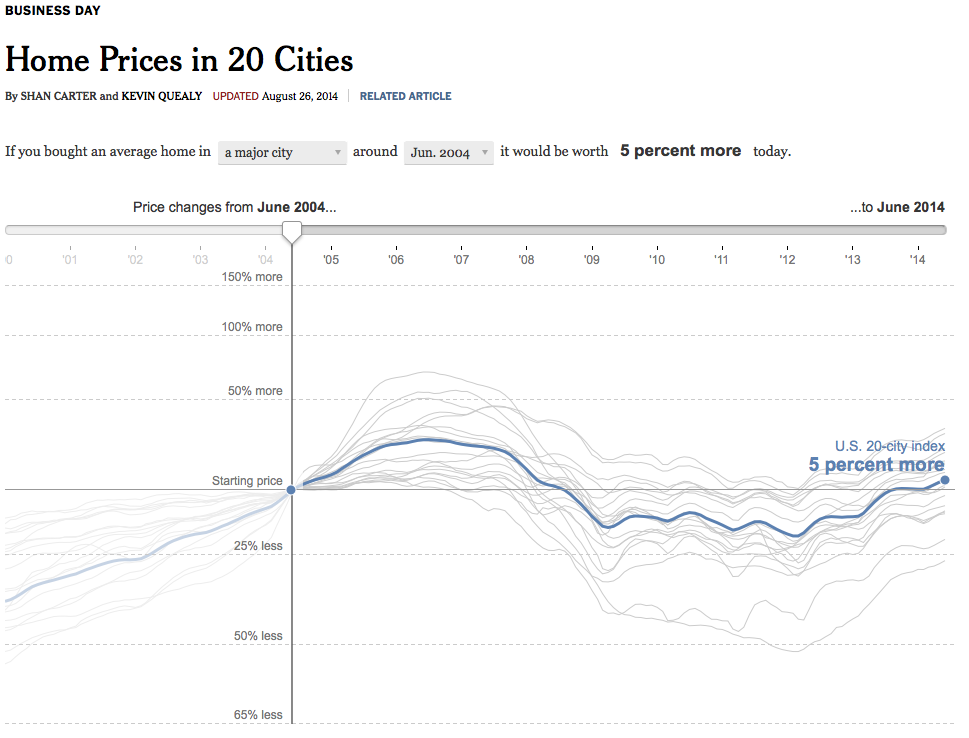 BUSINESS DAY
Home Prices in 20 Cities
By SHAN CARTER and KEVIN QUEALY UPDATED August 26, 2014 RELATED ARTICLE
If you bought an average home in a major city around Jun. 2004 it would be worth 5 percent more today.
Price changes from June 2004... ...to June 2014
00 '01 '02 '03 '04 '05 '06 '07 '08 '09 '10 '11 '12 '13 '14
150% more
100% more
50% more
U.S. 20-city index
5 percent more
Starting price
25% less
50% less
65% less